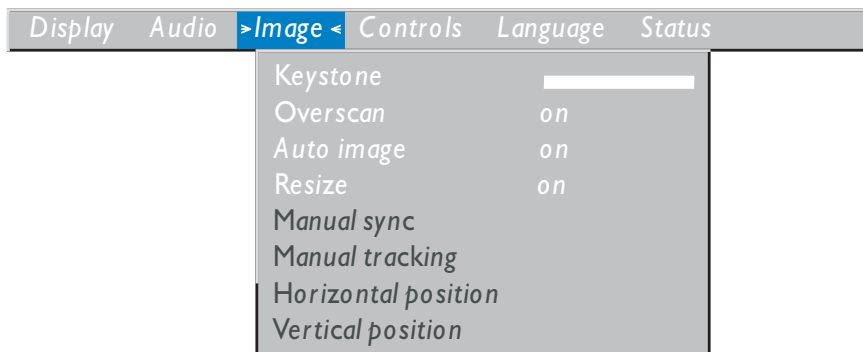 Display Audio >Image< Controls Language Status
Keystone
Overscan on
Auto image on
Resize on
Manual sync
Manual tracking
Horizontal position
Vertical position